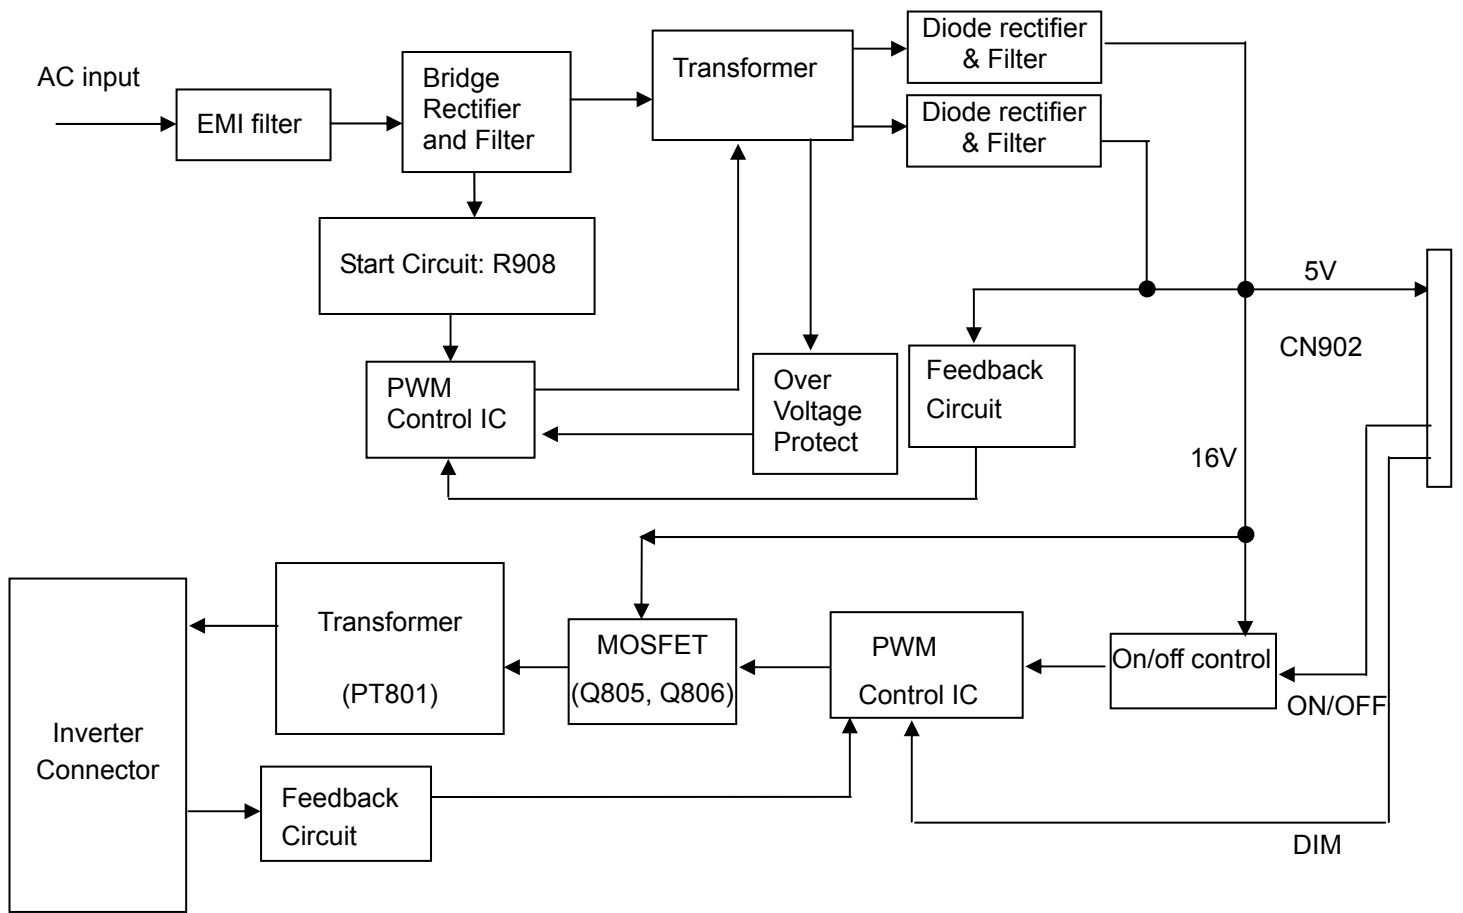 AC input
EMI filter
Bridge
Rectifier
and Filter
Transformer
Diode rectifier
& Filter
Diode rectifier
& Filter
Start Circuit: R908
PWM
Control IC
Over
Voltage
Protect
Feedback
Circuit
5V
CN902
16V
Inverter
Connector
Transformer
(PT801)
MOSFET
(Q805, Q806)
PWM
Control IC
On/off control
ON/OFF
Feedback
Circuit
DIM